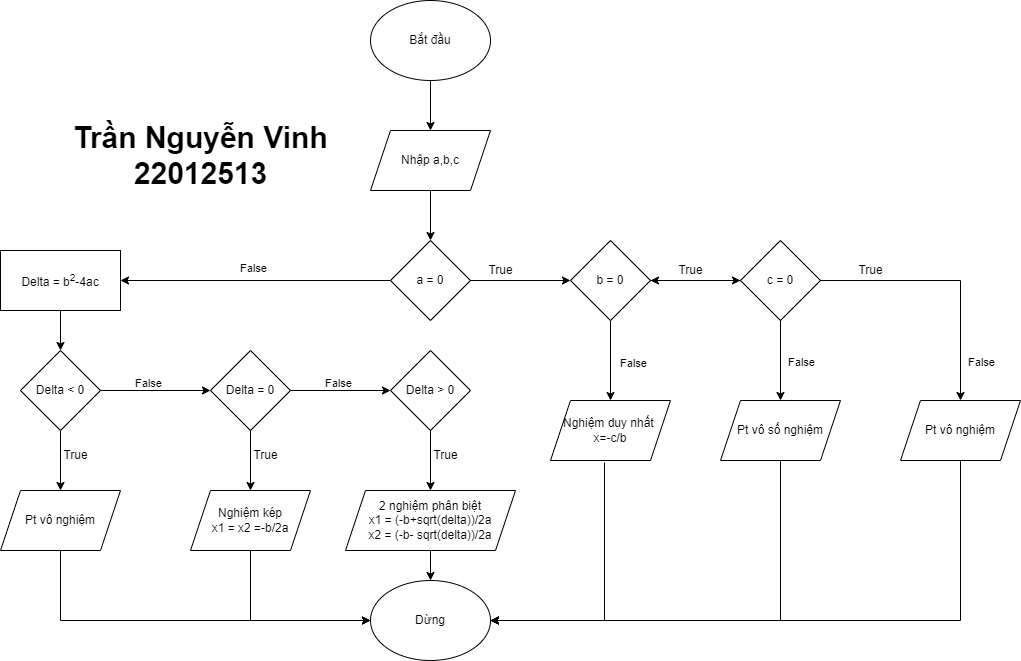 Bắt đầu
Trần Nguyễn Vinh
22012513
Nhập a,b,c
Delta = b²-4ac
False
a = 0
True
b = 0
True
c = 0
True
Delta < 0
False
Delta = 0
False
Delta > 0
False
False
False
Nghiệm duy nhất
x=-c/b
Pt vô số nghiệm
Pt vô nghiệm
True
True
True
Pt vô nghiệm
Nghiệm kép
x1 = x2 =-b/2a
2 nghiệm phân biệt
x1 = (-b+sqrt(delta))/2a
x2 = (-b- sqrt(delta))/2a
Dừng